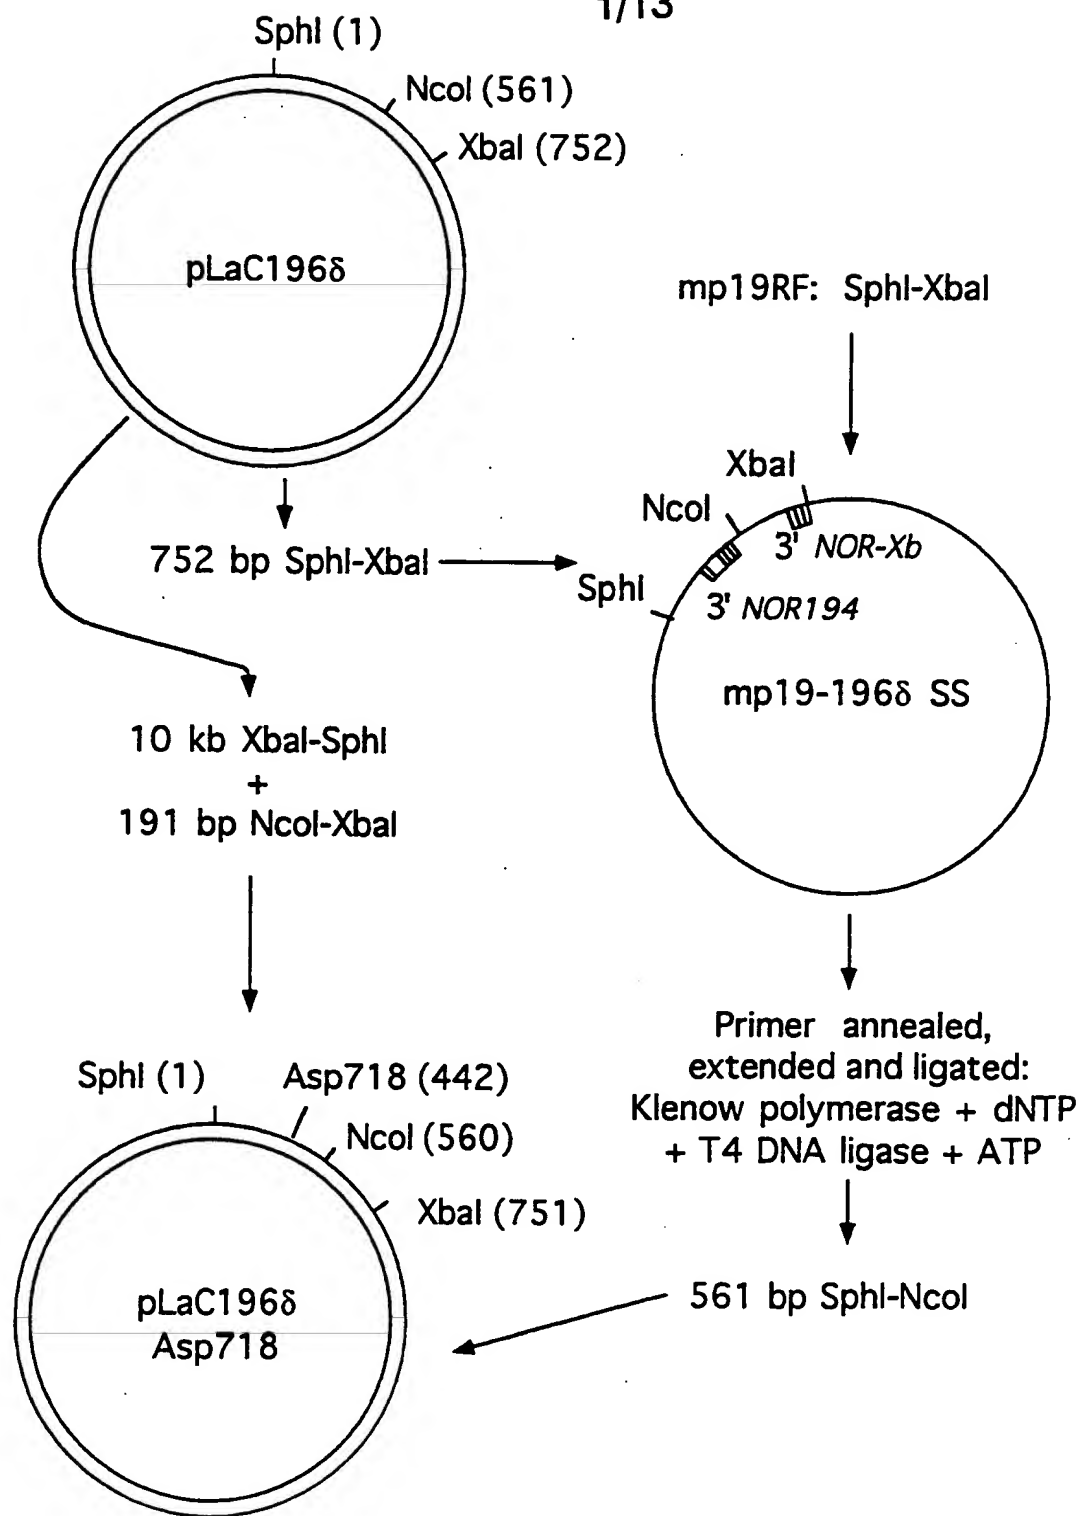 1/13
SphI (1)
NcoI (561)
XbaI (752)
pLaC196δ
mp19RF: SphI-XbaI
752 bp SphI-XbaI
XbaI
NcoI
SphI
3' NOR-Xb
3' NOR194
mp19-196δ SS
10 kb XbaI-SphI
+
191 bp NcoI-XbaI
Primer annealed,
extended and ligated:
Klenow polymerase + dNTP
+ T4 DNA ligase + ATP
SphI (1)
Asp718 (442)
NcoI (560)
XbaI (751)
pLaC196δ
Asp718
561 bp SphI-NcoI